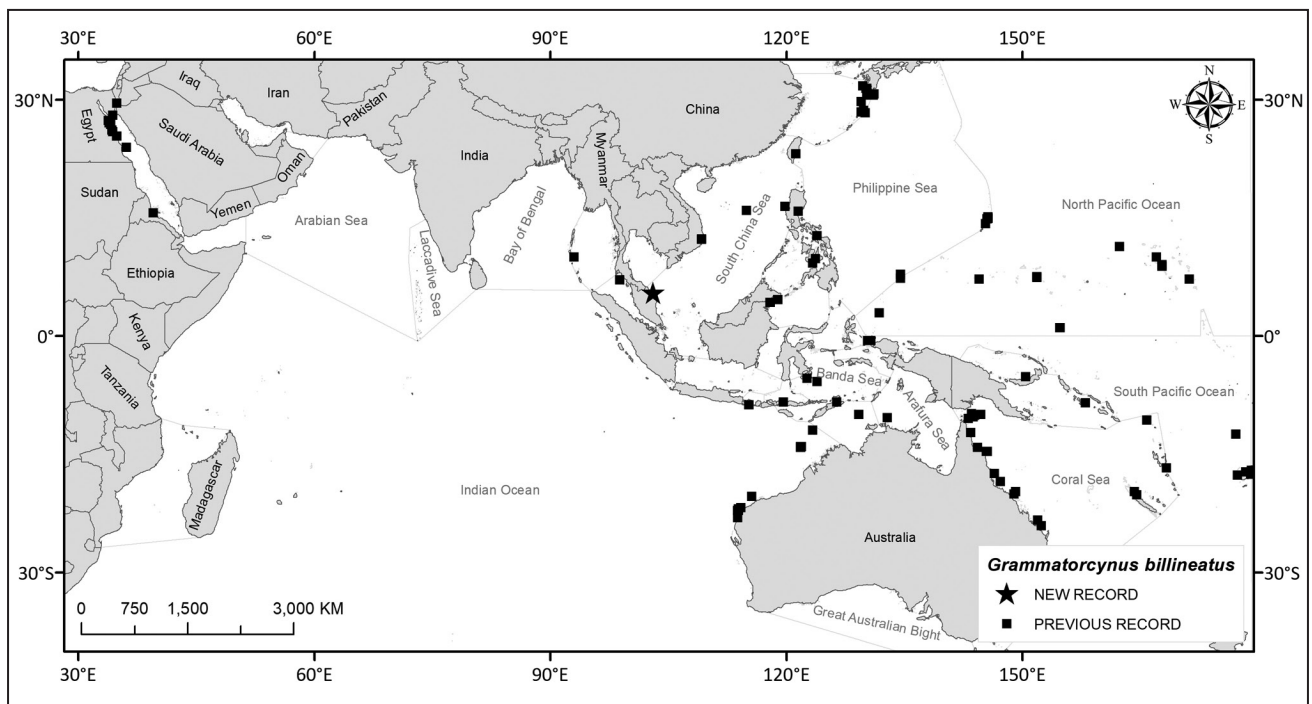 30°E 60°E 90°E 120°E 150°E
30°N 30°N
0° 0°
30°S 30°S
Iraq
Iran
Pakistan
China
Egypt
Saudi Arabia
India
Myanmar
Oman
Sudan
Yemen
Arabian Sea
Laccadive Sea
Bay of Bengal
South China Sea
Philippine Sea
North Pacific Ocean
Ethiopia
Kenya
Tanzania
Banda Sea
Arafura Sea
South Pacific Ocean
Madagascar
Indian Ocean
Coral Sea
Australia
Great Australian Bight
N
W E
S
Grammatorcynus billineatus
NEW RECORD
PREVIOUS RECORD
0 750 1,500 3,000 KM
30°E 60°E 90°E 120°E 150°E